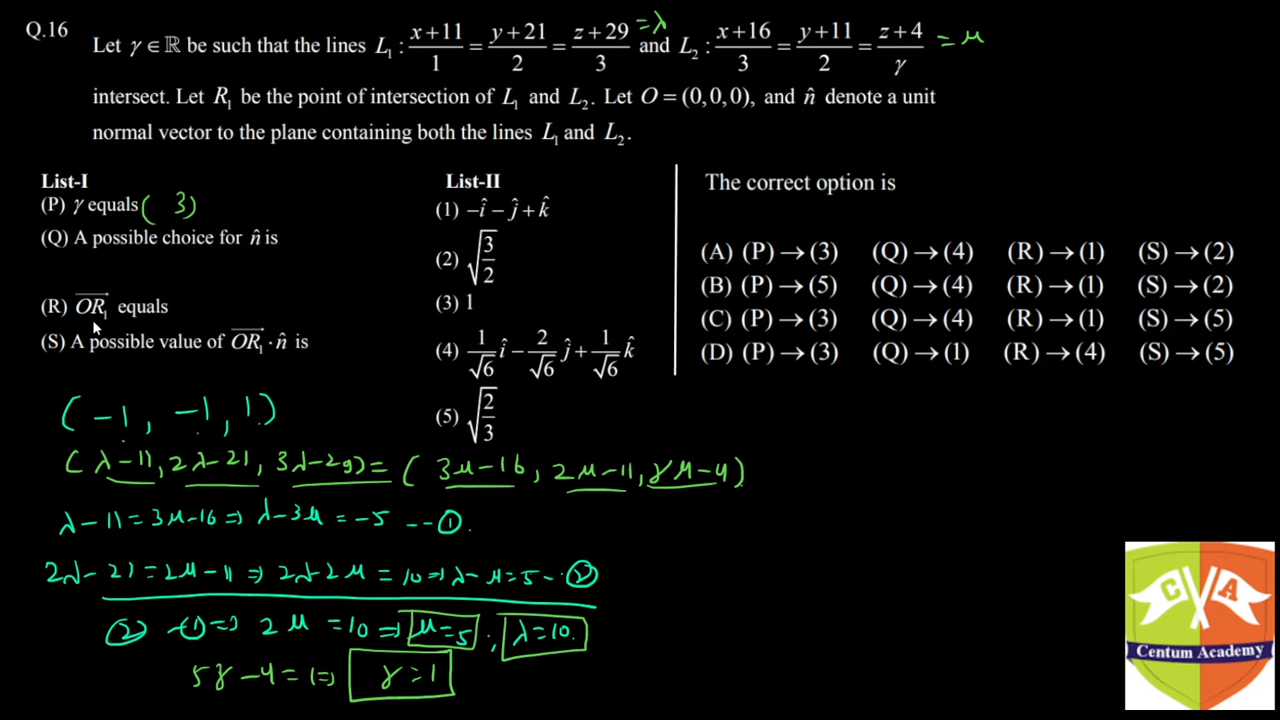 Q.16
Let γ ∈ ℝ be such that the lines L₁ : (x+11)/1 = (y+21)/2 = (z+29)/3 = λ and L₂ : (x+16)/3 = (y+11)/2 = (z+4)/γ = μ
intersect. Let R₁ be the point of intersection of L₁ and L₂. Let O = (0,0,0), and n̂ denote a unit
normal vector to the plane containing both the lines L₁ and L₂.
List-I
(P) γ equals ( 3)
(Q) A possible choice for n̂ is
(R) OR₁ equals
(S) A possible value of OR₁ · n̂ is
List-II
(1) −î − ĵ + k̂
(2) √(3/2)
(3) 1
(4) 1/√6 î − 2/√6 ĵ + 1/√6 k̂
(5) √(2/3)
The correct option is
(A) (P) → (3) (Q) → (4) (R) → (1) (S) → (2)
(B) (P) → (5) (Q) → (4) (R) → (1) (S) → (2)
(C) (P) → (3) (Q) → (4) (R) → (1) (S) → (5)
(D) (P) → (3) (Q) → (1) (R) → (4) (S) → (5)
(−1, −1, 1)
(λ−11, 2λ−21, 3λ−29) = (3μ−16, 2μ−11, γμ−4)
λ−11 = 3μ−16 ⇒ λ−3μ = −5 --①.
2λ−21 = 2μ−11 ⇒ 2λ−2μ = 10 ⇒ λ−μ = 5 -·②
② −① ⇒ 2μ = 10 ⇒ μ=5 ; λ=10.
5γ−4 = 1 ⇒ γ=1
C A
Centum Academy